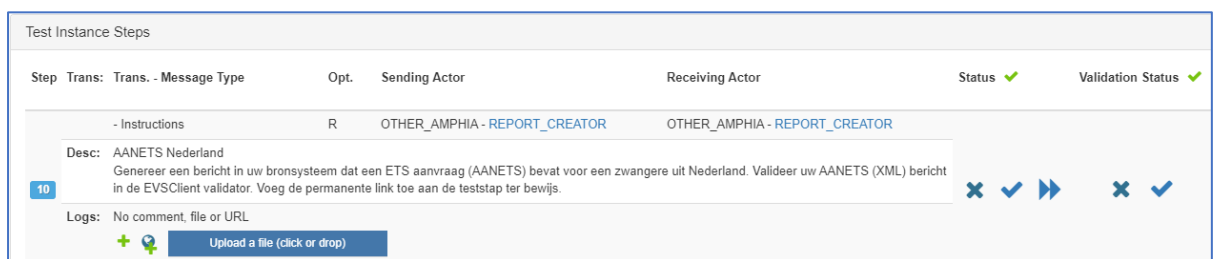 Test Instance Steps
Step Trans: Trans. - Message Type Opt. Sending Actor Receiving Actor Status Validation Status
- Instructions R OTHER_AMPHIA - REPORT_CREATOR OTHER_AMPHIA - REPORT_CREATOR
Desc: AANETS Nederland
Genereer een bericht in uw bronsysteem dat een ETS aanvraag (AANETS) bevat voor een zwangere uit Nederland. Valideer uw AANETS (XML) bericht
10 in de EVSClient validator. Voeg de permanente link toe aan de teststap ter bewijs.
Logs: No comment, file or URL
Upload a file (click or drop)